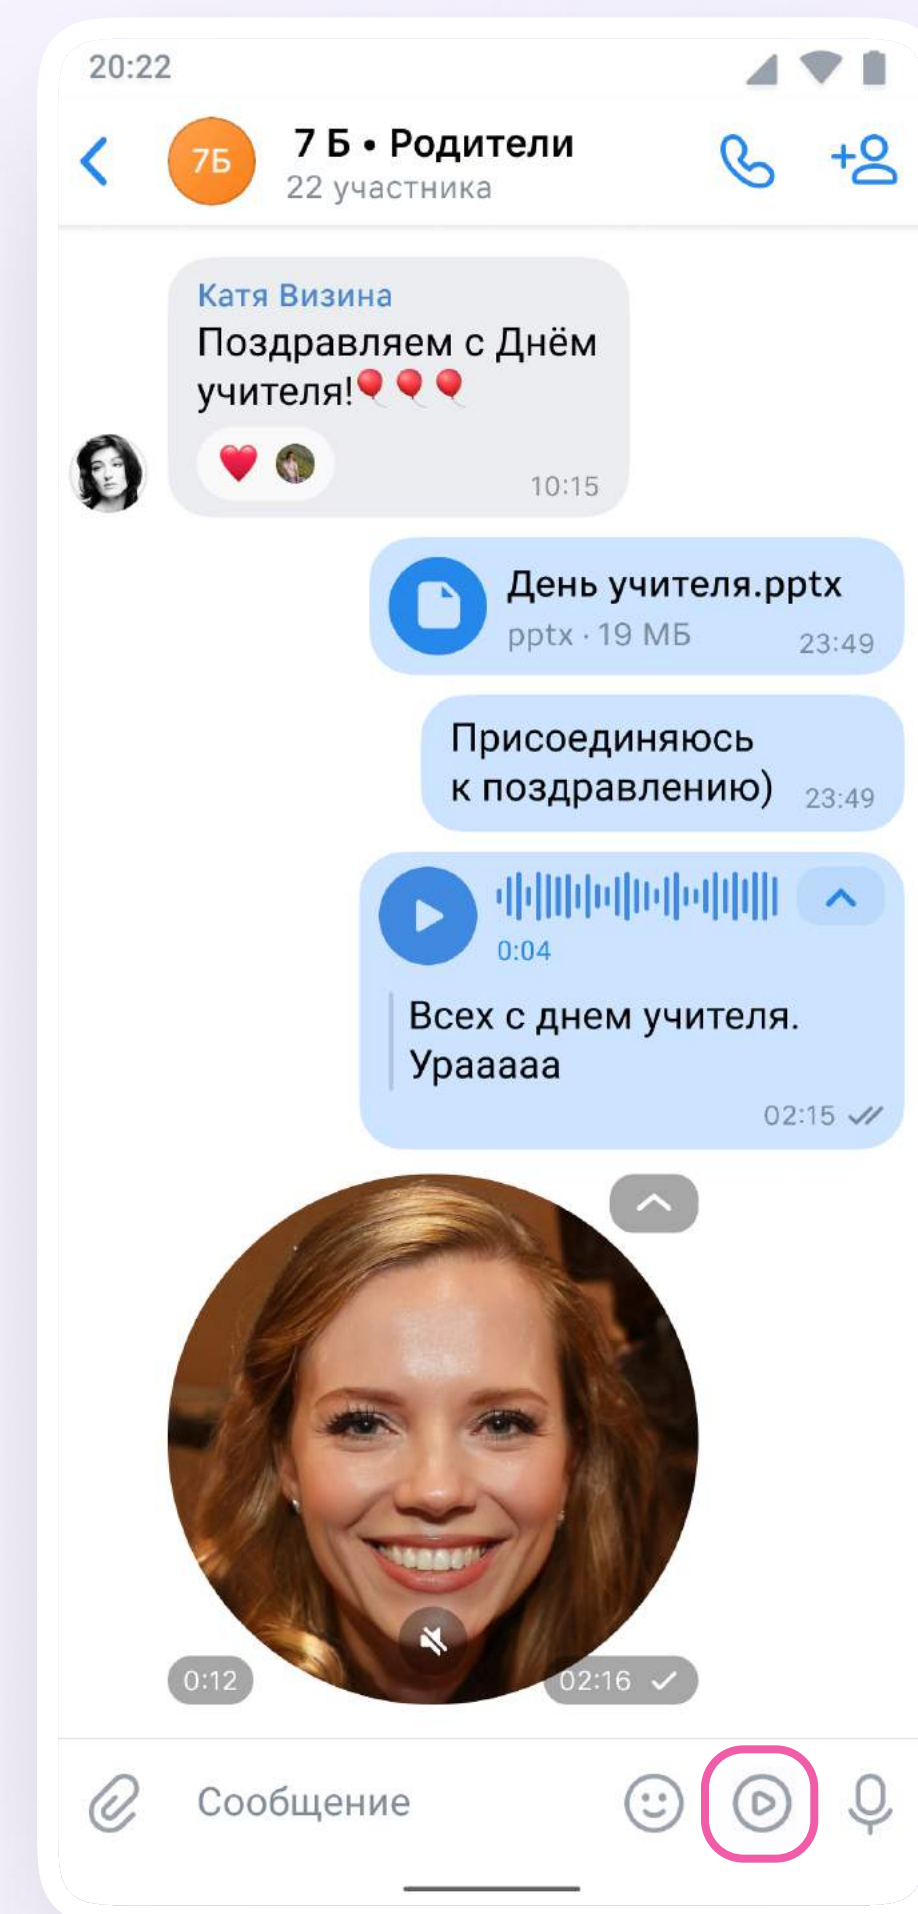 20:22
7Б
7 Б • Родители
22 участника
Катя Визина
Поздравляем с Днём
учителя!🎈🎈🎈
10:15
День учителя.pptx
pptx · 19 МБ
23:49
Присоединяюсь
к поздравлению)
23:49
0:04
Всех с днем учителя.
Урааааа
02:15
0:12
02:16
Сообщение